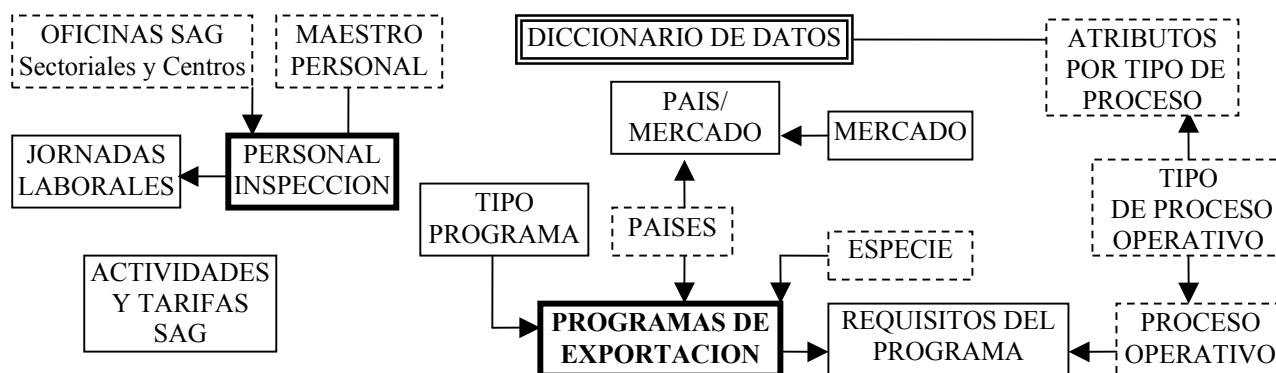 OFICINAS SAG
Sectoriales y Centros
MAESTRO
PERSONAL
DICCIONARIO DE DATOS
ATRIBUTOS
POR TIPO DE
PROCESO
PAIS/
MERCADO
MERCADO
JORNADAS
LABORALES
PERSONAL
INSPECCION
TIPO
PROGRAMA
PAISES
ESPECIE
TIPO
DE PROCESO
OPERATIVO
ACTIVIDADES
Y TARIFAS
SAG
PROGRAMAS DE
EXPORTACION
REQUISITOS DEL
PROGRAMA
PROCESO
OPERATIVO